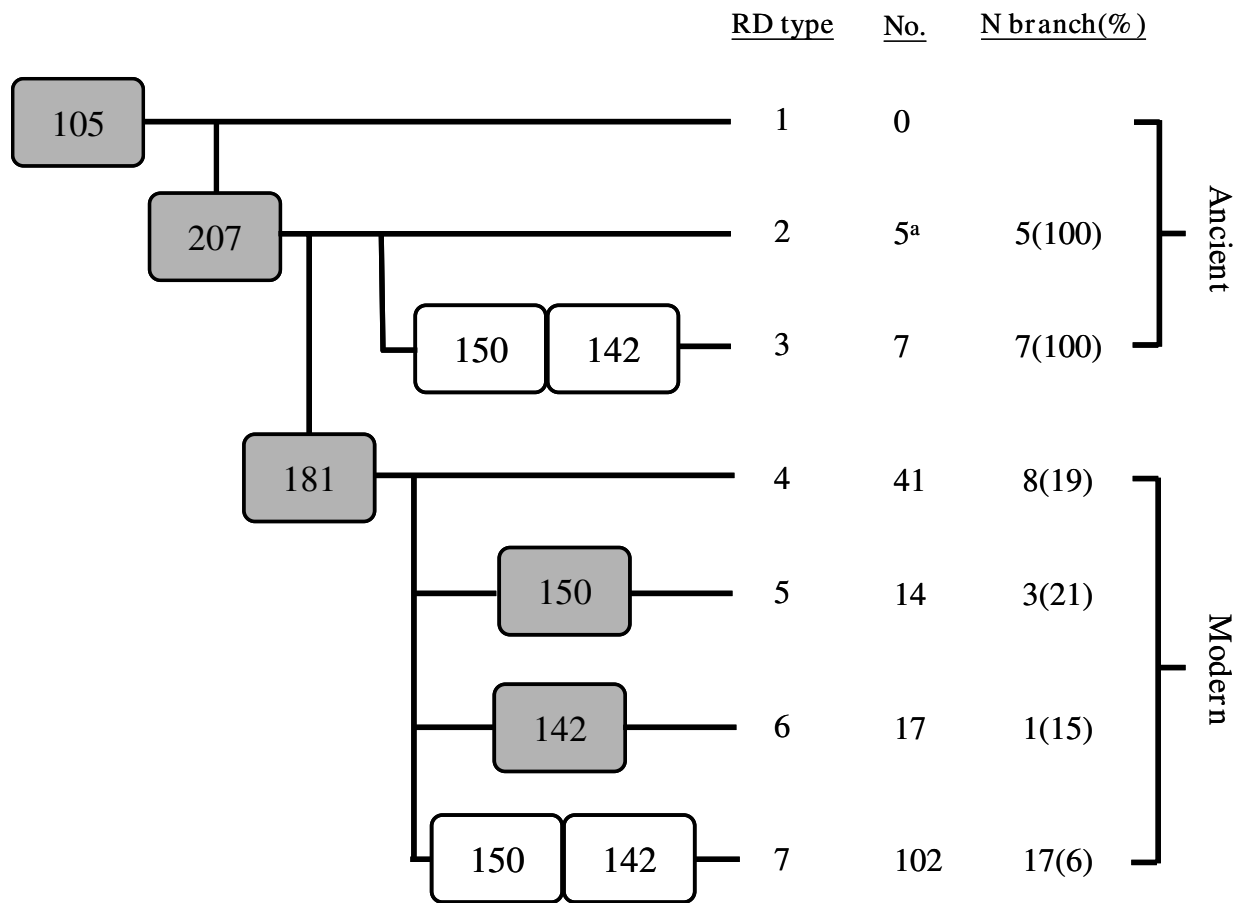 RD type No. N branch(%)
105 1 0
207 2 5ᵃ 5(100)
150 142 3 7 7(100)
Ancient
181 4 41 8(19)
150 5 14 3(21)
142 6 17 1(15)
150 142 7 102 17(6)
Modern